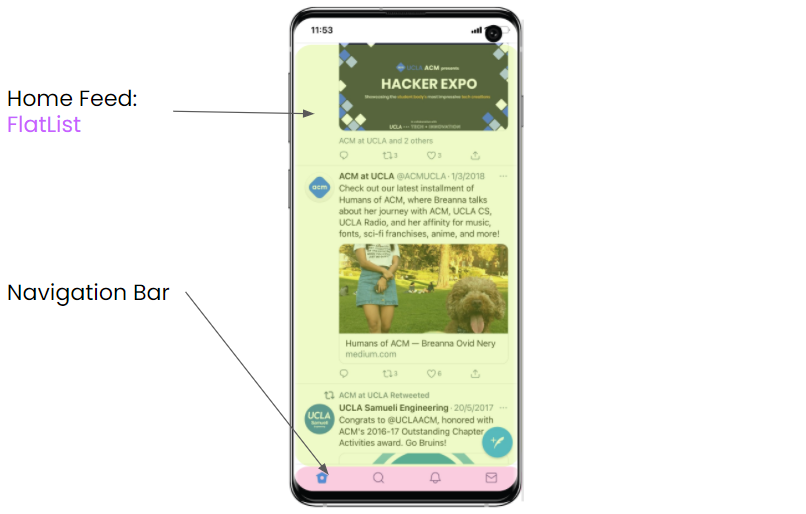 Home Feed:
FlatList
Navigation Bar
11:53
UCLA ACM presents
HACKER EXPO
Showcasing the student body's most impressive tech creations
UCLA
TECH + INNOVATION
ACM at UCLA and 2 others
3
2
ACM at UCLA @ACMUCLA · 1/3/2018
acm
Check out our latest installment of
Humans of ACM, where Breanna talks
about her journey with ACM, UCLA CS,
UCLA Radio, and her affinity for music,
fonts, sci-fi franchises, anime, and more!
Humans of ACM — Breanna Ovid Nery
medium.com
3
6
ACM at UCLA Retweeted
UCLA Samueli Engineering · 20/5/2017
UCLA
Samueli
Congrats to @UCLAACM, honored with
ACM's 2016-17 Outstanding Chapter
Activities award. Go Bruins!